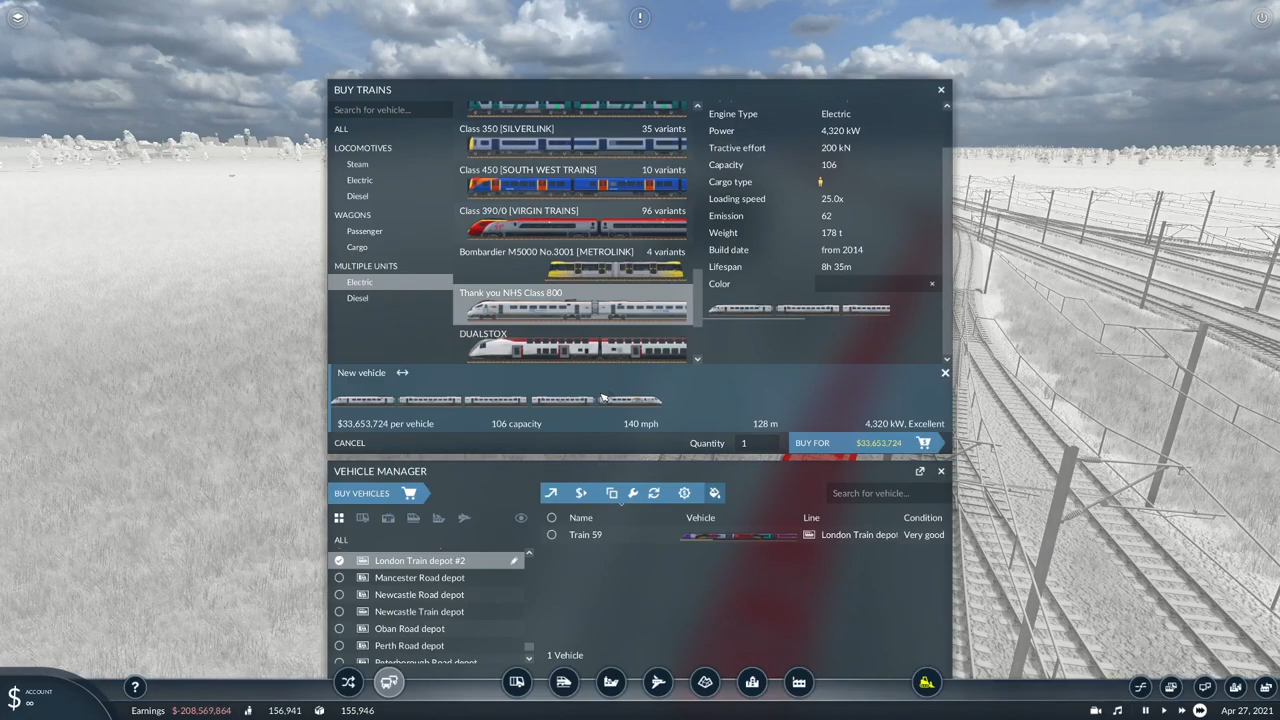 BUY TRAINS
Search for vehicle...
ALL
LOCOMOTIVES
Steam
Electric
Diesel
WAGONS
Passenger
Cargo
MULTIPLE UNITS
Electric
Diesel
Class 350 [SILVERLINK] 35 variants
Class 450 [SOUTH WEST TRAINS] 10 variants
Class 390/0 [VIRGIN TRAINS] 96 variants
Bombardier M5000 No.3001 [METROLINK] 4 variants
Thank you NHS Class 800
DUALSTOX
Engine Type Electric
Power 4,320 kW
Tractive effort 200 kN
Capacity 106
Cargo type
Loading speed 25.0x
Emission 62
Weight 178 t
Build date from 2014
Lifespan 8h 35m
Color
New vehicle
$33,653,724 per vehicle 106 capacity 140 mph 128 m 4,320 kW, Excellent
CANCEL Quantity 1 BUY FOR $33,653,724
VEHICLE MANAGER
BUY VEHICLES
Search for vehicle...
ALL
London Train depot #2
Mancester Road depot
Newcastle Road depot
Newcastle Train depot
Oban Road depot
Perth Road depot
Peterborough Road depot
Name Vehicle Line Condition
Train 59 London Train depot Very good
1 Vehicle
$ ACCOUNT ∞
?
Earnings $-208,569,864 156,941 155,946 Apr 27, 2021